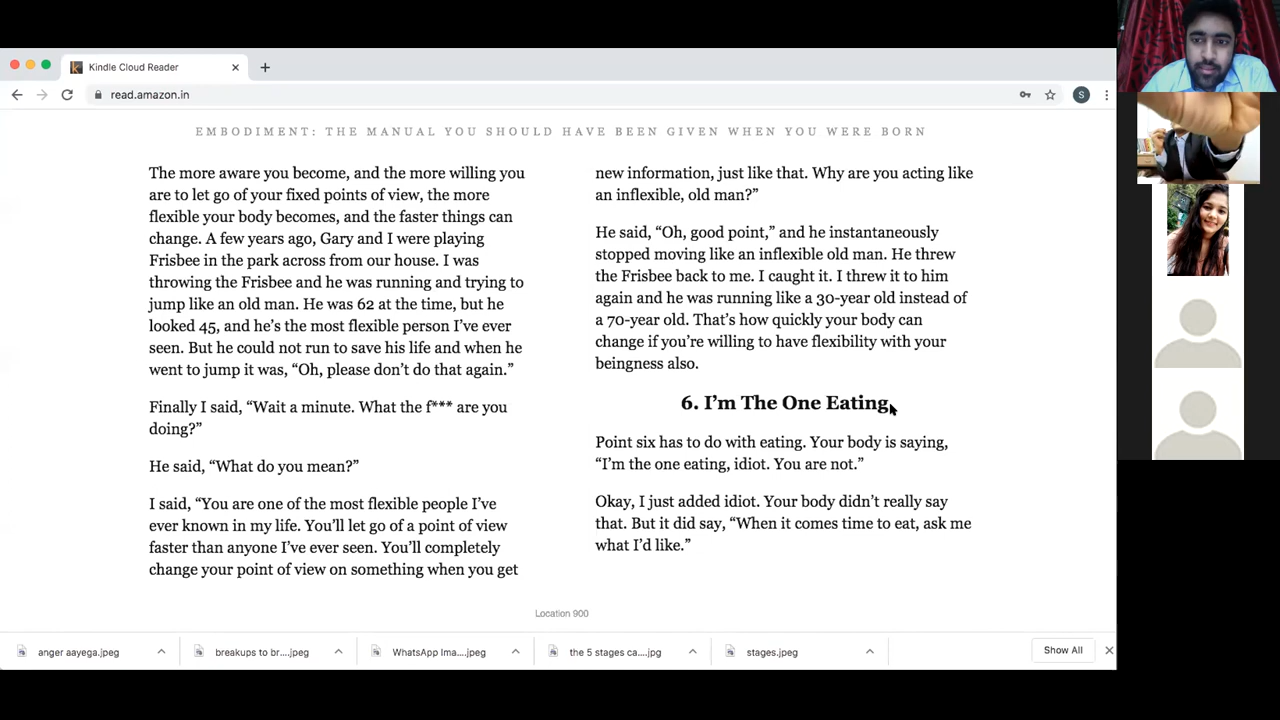 Kindle Cloud Reader
read.amazon.in
S
EMBODIMENT: THE MANUAL YOU SHOULD HAVE BEEN GIVEN WHEN YOU WERE BORN
The more aware you become, and the more willing you
are to let go of your fixed points of view, the more
flexible your body becomes, and the faster things can
change. A few years ago, Gary and I were playing
Frisbee in the park across from our house. I was
throwing the Frisbee and he was running and trying to
jump like an old man. He was 62 at the time, but he
looked 45, and he’s the most flexible person I’ve ever
seen. But he could not run to save his life and when he
went to jump it was, “Oh, please don’t do that again.”
Finally I said, “Wait a minute. What the f*** are you
doing?”
He said, “What do you mean?”
I said, “You are one of the most flexible people I’ve
ever known in my life. You’ll let go of a point of view
faster than anyone I’ve ever seen. You’ll completely
change your point of view on something when you get
new information, just like that. Why are you acting like
an inflexible, old man?”
He said, “Oh, good point,” and he instantaneously
stopped moving like an inflexible old man. He threw
the Frisbee back to me. I caught it. I threw it to him
again and he was running like a 30-year old instead of
a 70-year old. That’s how quickly your body can
change if you’re willing to have flexibility with your
beingness also.
6. I’m The One Eating
Point six has to do with eating. Your body is saying,
“I’m the one eating, idiot. You are not.”
Okay, I just added idiot. Your body didn’t really say
that. But it did say, “When it comes time to eat, ask me
what I’d like.”
Location 900
anger aayega.jpeg
breakups to br....jpeg
WhatsApp Ima....jpeg
the 5 stages ca....jpg
stages.jpeg
Show All